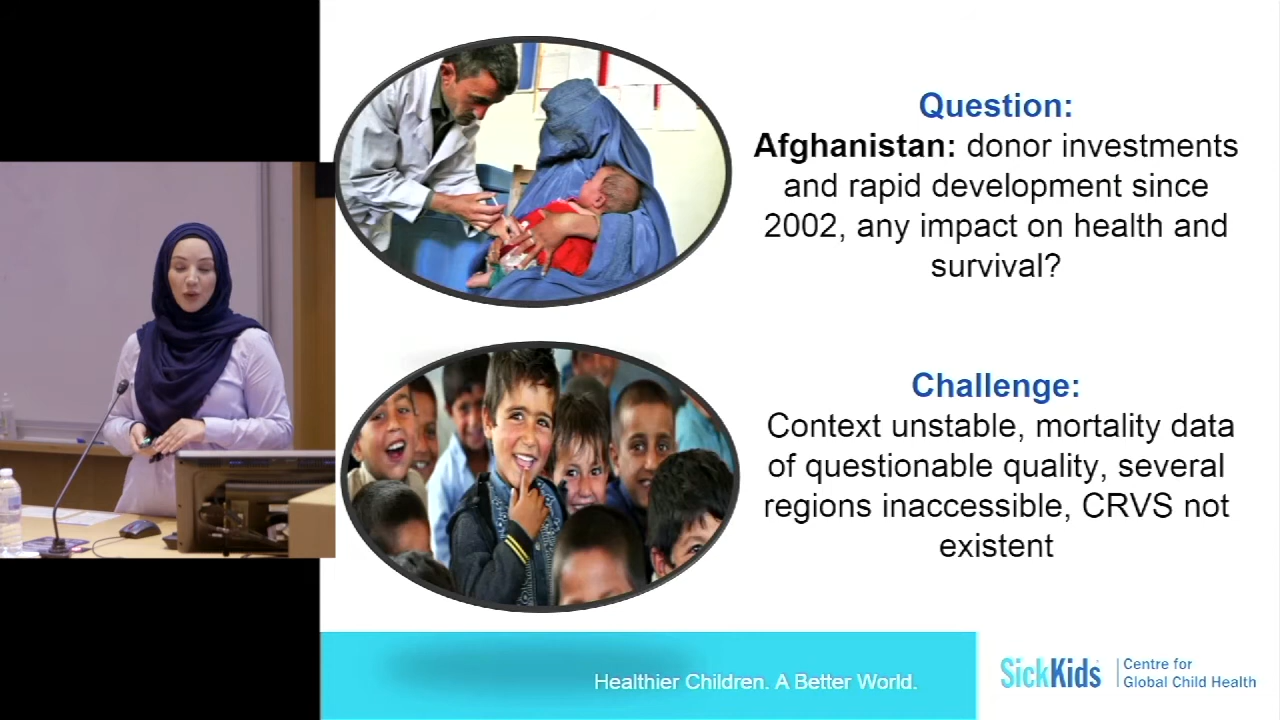 Question:
Afghanistan: donor investments
and rapid development since
2002, any impact on health and
survival?
Challenge:
Context unstable, mortality data
of questionable quality, several
regions inaccessible, CRVS not
existent
Healthier Children. A Better World.
SickKids
Centre for
Global Child Health